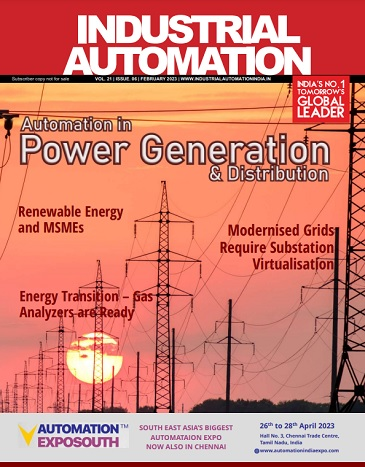 INDUSTRIAL
AUTOMATION
Subscriber copy not for sale
VOL. 21 | ISSUE. 06 | FEBRUARY 2023 | WWW.INDUSTRIALAUTOMATIONINDIA.IN
INDIA'S NO. 1
TOMORROW'S
GLOBAL
LEADER
Automation in
Power Generation
& Distribution
Renewable Energy
and MSMEs
Modernised Grids
Require Substation
Virtualisation
Energy Transition – Gas
Analyzers are Ready
AUTOMATION™
EXPOSOUTH
SOUTH EAST ASIA'S BIGGEST
AUTOMATAION EXPO
NOW ALSO IN CHENNAI
26th to 28th April 2023
Hall No. 3, Chennai Trade Centre,
Tamil Nadu, India
www.automationindiaexpo.com